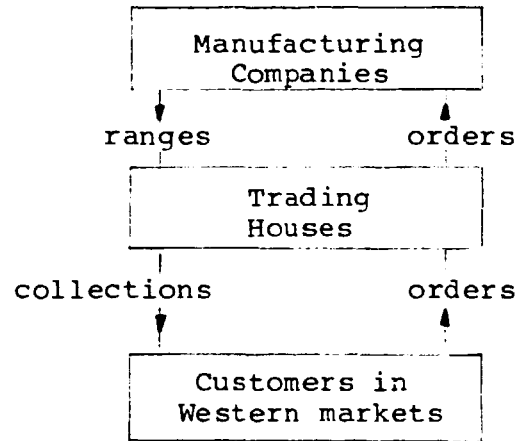 Manufacturing
Companies
ranges orders
Trading
Houses
collections orders
Customers in
Western markets